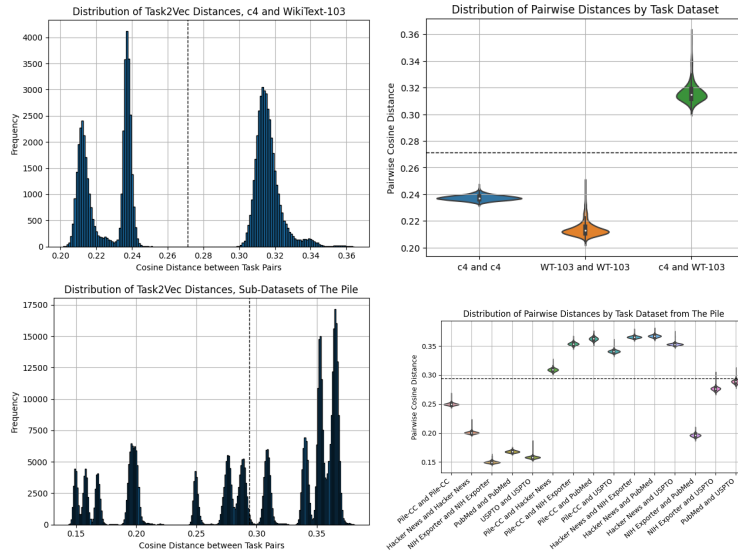 Distribution of Task2Vec Distances, c4 and WikiText-103
Frequency
4000
3500
3000
2500
2000
1500
1000
500
0
0.20 0.22 0.24 0.26 0.28 0.30 0.32 0.34 0.36
Cosine Distance between Task Pairs
Distribution of Pairwise Distances by Task Dataset
Pairwise Cosine Distance
0.36
0.34
0.32
0.30
0.28
0.26
0.24
0.22
0.20
c4 and c4 WT-103 and WT-103 c4 and WT-103
Distribution of Task2Vec Distances, Sub-Datasets of The Pile
Frequency
17500
15000
12500
10000
7500
5000
2500
0
0.15 0.20 0.25 0.30 0.35
Cosine Distance between Task Pairs
Distribution of Pairwise Distances by Task Dataset from The Pile
Pairwise Cosine Distance
0.35
0.30
0.25
0.20
0.15
Pile-CC and Pile-CC
Hacker News and Hacker News
NIH Exporter and NIH Exporter
PubMed and PubMed
USPTO and USPTO
Pile-CC and Hacker News
Pile-CC and NIH Exporter
Pile-CC and PubMed
Pile-CC and USPTO
Hacker News and NIH Exporter
Hacker News and PubMed
Hacker News and USPTO
NIH Exporter and PubMed
NIH Exporter and USPTO
PubMed and USPTO